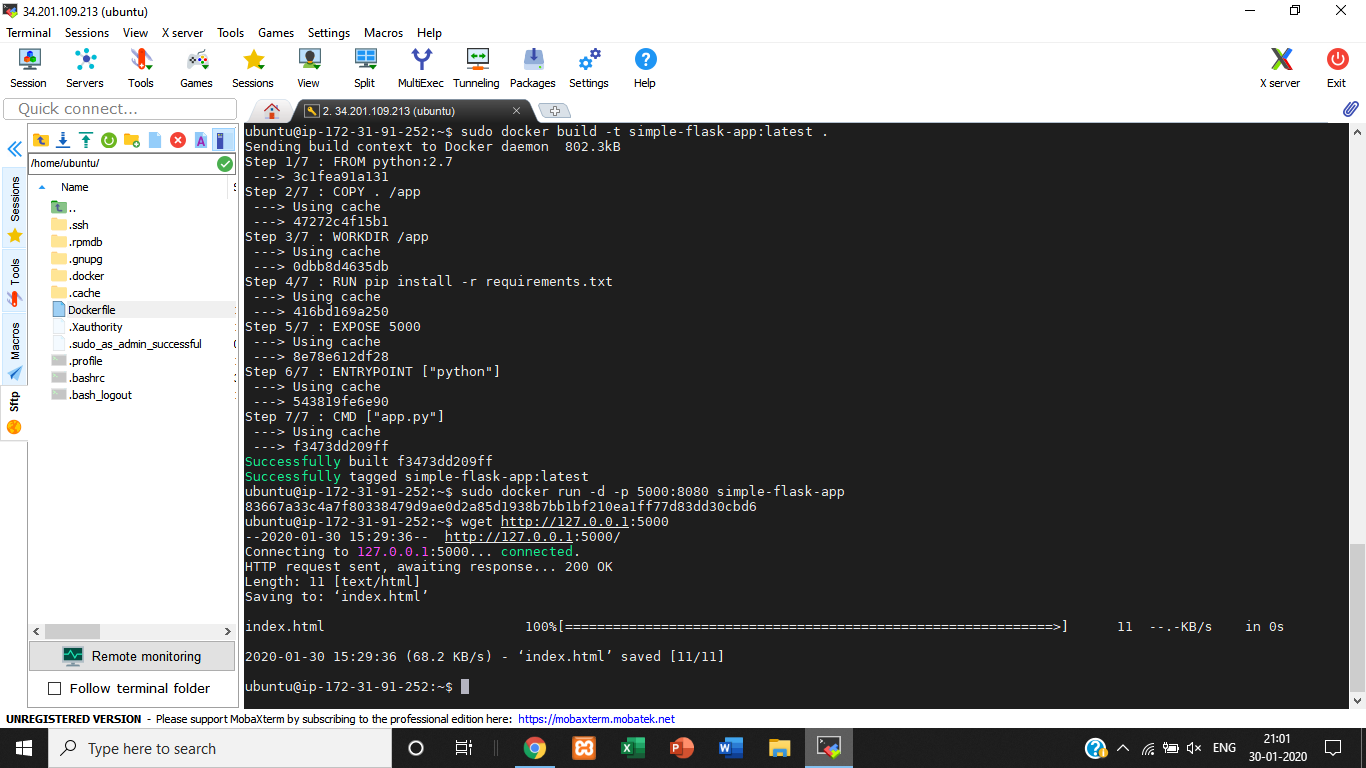 34.201.109.213 (ubuntu)
Terminal Sessions View X server Tools Games Settings Macros Help
Session Servers Tools Games Sessions View Split MultiExec Tunneling Packages Settings Help X server Exit
Quick connect...
2. 34.201.109.213 (ubuntu)
/home/ubuntu/
Name
..
.ssh
.rpmdb
.gnupg
.docker
.cache
Dockerfile
.Xauthority
.sudo_as_admin_successful
.profile
.bashrc
.bash_logout
Sessions
Tools
Macros
Sftp
Remote monitoring
Follow terminal folder
ubuntu@ip-172-31-91-252:~$ sudo docker build -t simple-flask-app:latest .
Sending build context to Docker daemon  802.3kB
Step 1/7 : FROM python:2.7
 ---> 3c1fea91a131
Step 2/7 : COPY . /app
 ---> Using cache
 ---> 47272c4f15b1
Step 3/7 : WORKDIR /app
 ---> Using cache
 ---> 0dbb8d4635db
Step 4/7 : RUN pip install -r requirements.txt
 ---> Using cache
 ---> 416bd169a250
Step 5/7 : EXPOSE 5000
 ---> Using cache
 ---> 8e78e612df28
Step 6/7 : ENTRYPOINT ["python"]
 ---> Using cache
 ---> 543819fe6e90
Step 7/7 : CMD ["app.py"]
 ---> Using cache
 ---> f3473dd209ff
Successfully built f3473dd209ff
Successfully tagged simple-flask-app:latest
ubuntu@ip-172-31-91-252:~$ sudo docker run -d -p 5000:8080 simple-flask-app
83667a33c4a7f80338479d9ae0d2a85d1938b7bb1bf210ea1ff77d83dd30cbd6
ubuntu@ip-172-31-91-252:~$ wget http://127.0.0.1:5000
--2020-01-30 15:29:36--  http://127.0.0.1:5000/
Connecting to 127.0.0.1:5000... connected.
HTTP request sent, awaiting response... 200 OK
Length: 11 [text/html]
Saving to: ‘index.html’
index.html 100%[=============================================================>] 11 --.-KB/s in 0s
2020-01-30 15:29:36 (68.2 KB/s) - ‘index.html’ saved [11/11]
ubuntu@ip-172-31-91-252:~$
UNREGISTERED VERSION - Please support MobaXterm by subscribing to the professional edition here: https://mobaxterm.mobatek.net
Type here to search
ENG
21:01
30-01-2020